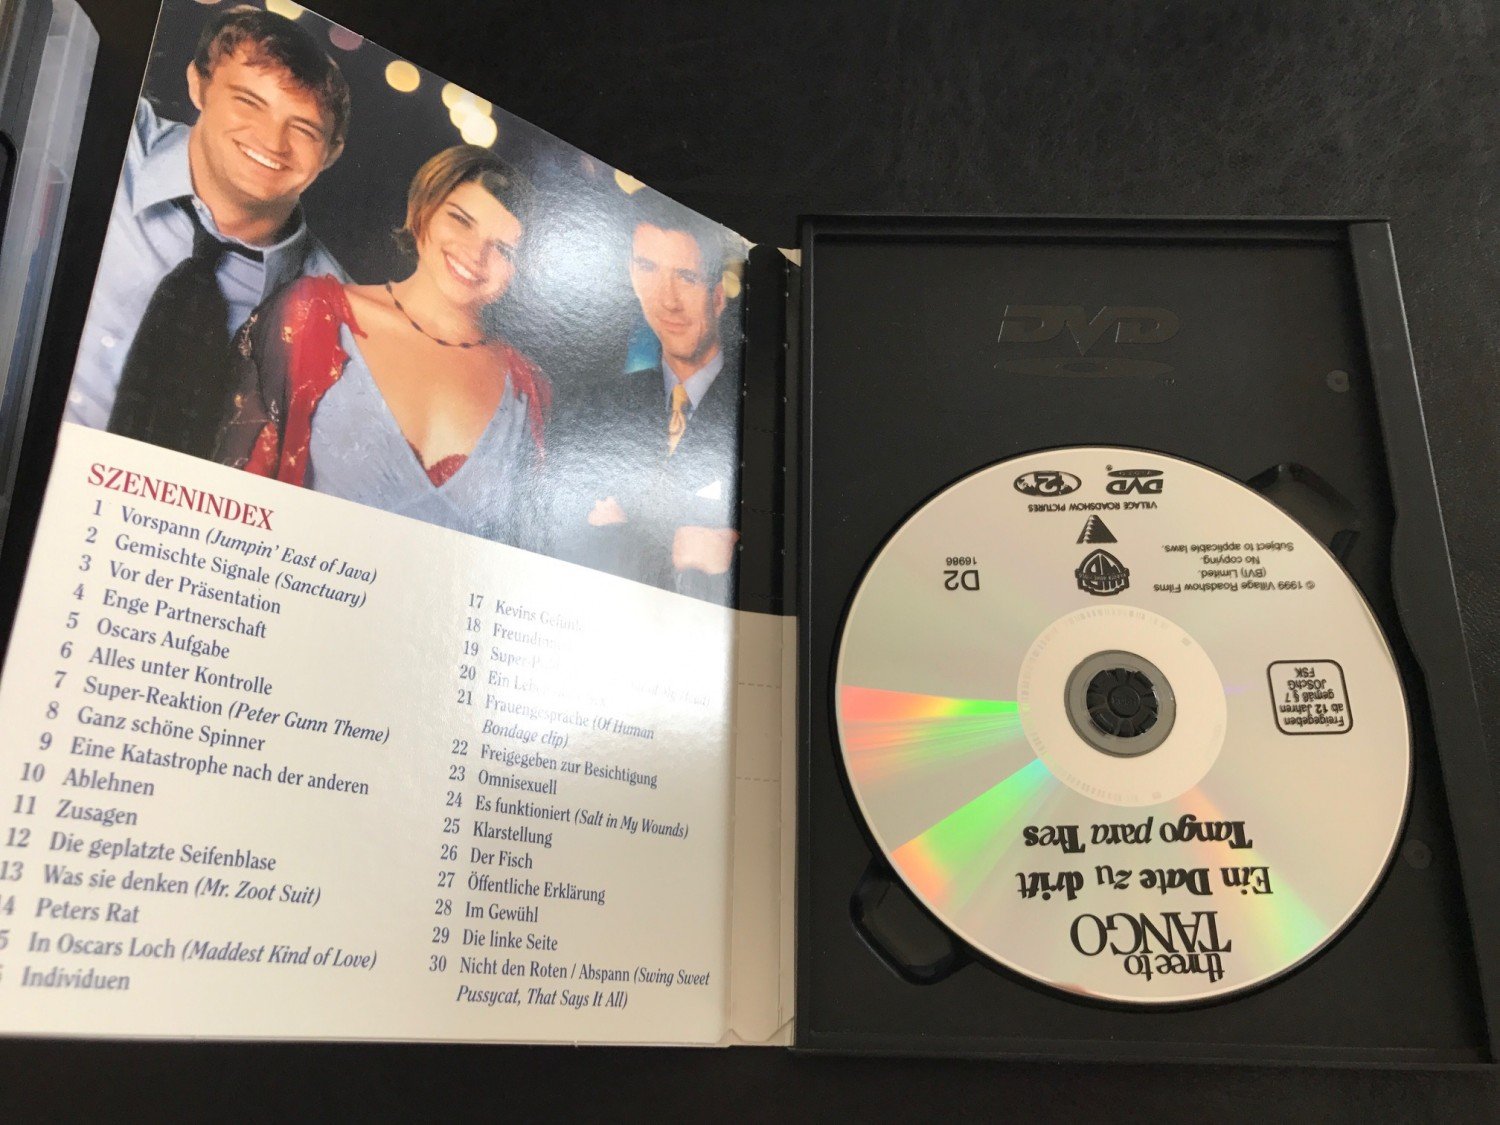 SZENENINDEX
1 Vorspann (Jumpin' East of Java)
2 Gemischte Signale (Sanctuary)
3 Vor der Präsentation
4 Enge Partnerschaft
5 Oscars Aufgabe
6 Alles unter Kontrolle
7 Super-Reaktion (Peter Gunn Theme)
8 Ganz schöne Spinner
9 Eine Katastrophe nach der anderen
10 Ablehnen
11 Zusagen
12 Die geplatzte Seifenblase
13 Was sie denken (Mr. Zoot Suit)
14 Peters Rat
5 In Oscars Loch (Maddest Kind of Love)
Individuen
17 Kevins
18
19
20 Ein
21 Frauengespräche (Of Human
Bondage clip)
22 Freigegeben zur Besichtigung
23 Omnisexuell
24 Es funktioniert (Salt in My Wounds)
25 Klarstellung
26 Der Fisch
27 Öffentliche Erklärung
28 Im Gewühl
29 Die linke Seite
30 Nicht den Roten / Abspann (Swing Sweet
Pussycat, That Says It All)
DVD
three to
TANGO
Ein Date zu dritt
Tango para Tres
Freigegeben
ab 12 Jahren
gemäß § 7
JÖSchG
FSK
© 1999 Village Roadshow Films
(BVI) Limited.
No copying.
Subject to applicable laws.
D2
16986
WB
VILLAGE ROADSHOW PICTURES
DVD
VIDEO
2